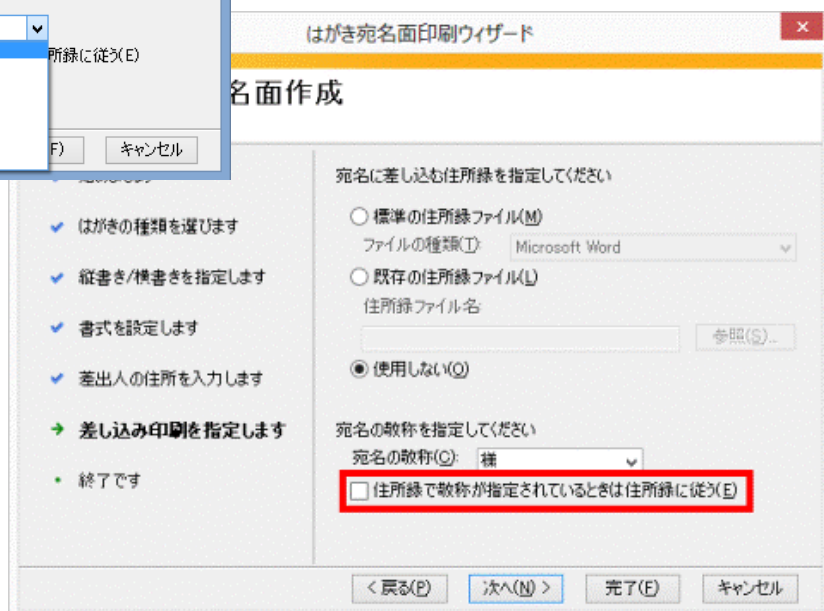 所録に従う(E)
F)
キャンセル
はがき宛名面印刷ウィザード
名面作成
はがきの種類を選びます
縦書き/横書きを指定します
書式を設定します
差出人の住所を入力します
差し込み印刷を指定します
終了です
宛名に差し込む住所録を指定してください
標準の住所録ファイル(M)
ファイルの種類(T): Microsoft Word
既存の住所録ファイル(L)
住所録ファイル名:
参照(S)...
使用しない(O)
宛名の敬称を指定してください
宛名の敬称(C): 様
住所録で敬称が指定されているときは住所録に従う(E)
< 戻る(P)
次へ(N) >
完了(F)
キャンセル